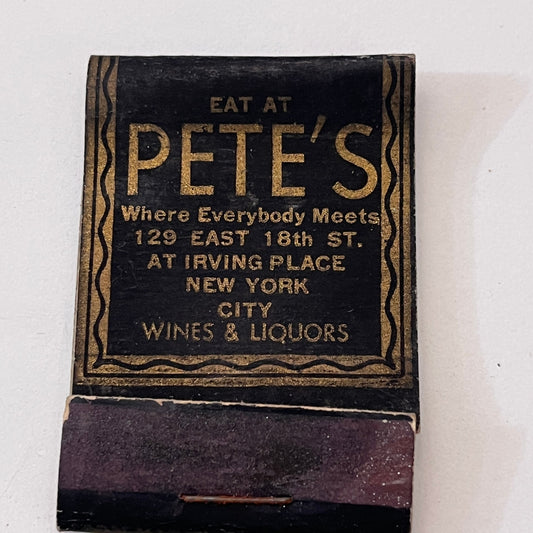 EAT AT
PETE'S
Where Everybody Meets
129 EAST 18th ST.
AT IRVING PLACE
NEW YORK
CITY
WINES & LIQUORS